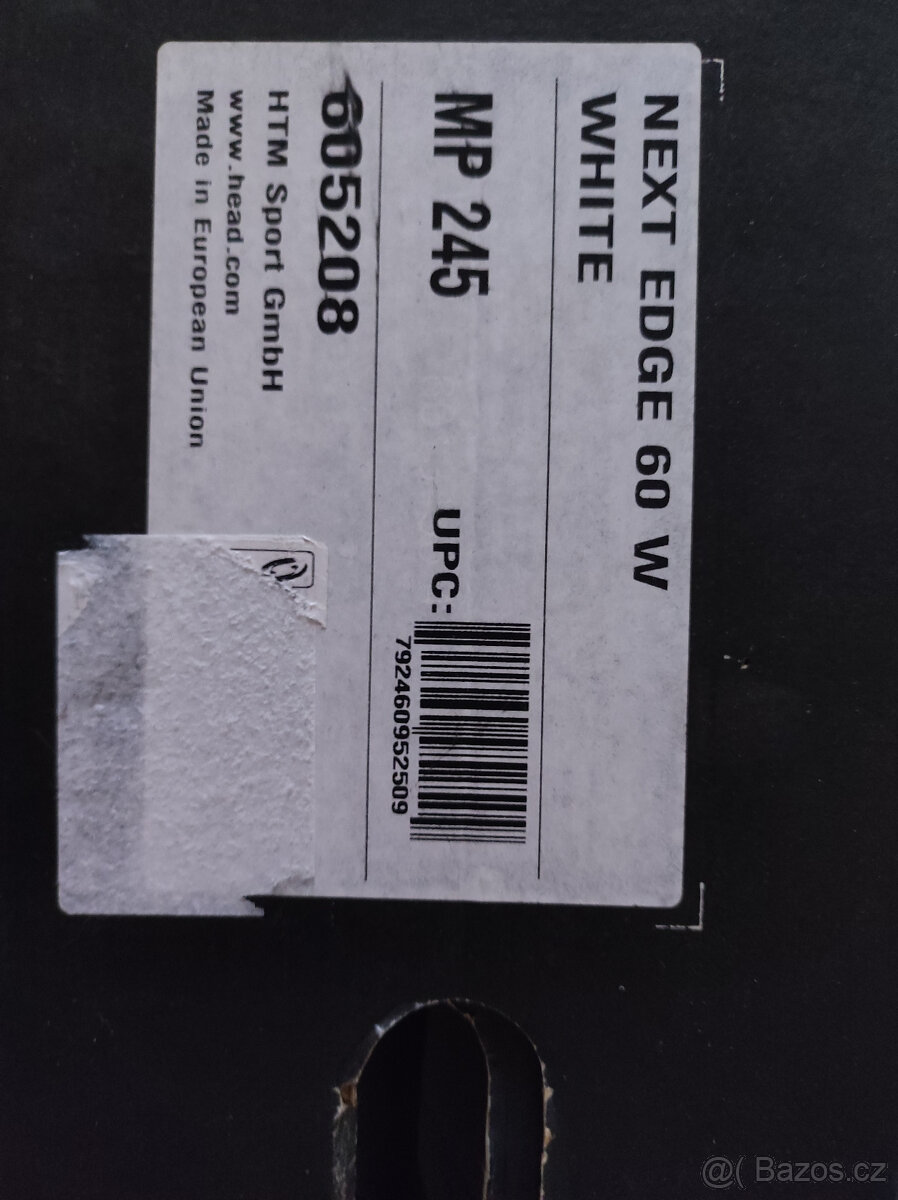 NEXT EDGE 60 W
WHITE
MP 245
UPC:
792460952509
605208
HTM Sport GmbH
www.head.com
Made in European Union
@( Bazos.cz